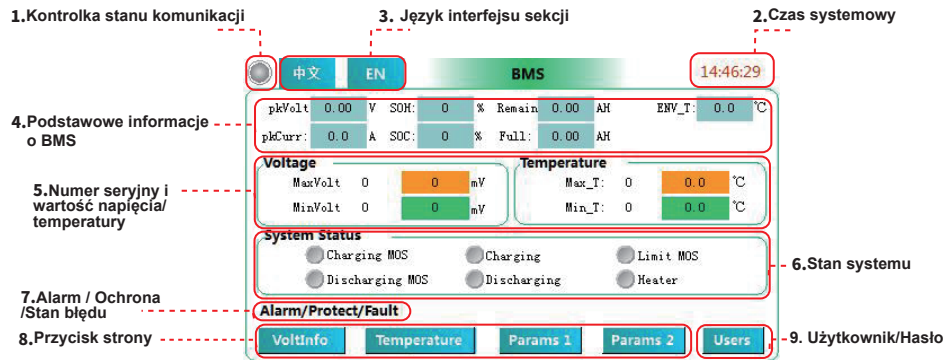 1.Kontrolka stanu komunikacji
3. Język interfejsu sekcji
2.Czas systemowy
中文 EN BMS 14:46:29
pkVolt 0.00 V SOH: 0 % Remain 0.00 AH ENV_T: 0.0 ℃
pkCurr: 0.0 A SOC: 0 % Full: 0.00 AH
4.Podstawowe informacje
o BMS
Voltage Temperature
MaxVolt 0 0 mV Max_T: 0 0.0 ℃
MinVolt 0 0 mV Min_T: 0 0.0 ℃
5.Numer seryjny i
wartość napięcia/
temperatury
System Status
Charging MOS Charging Limit MOS
Discharging MOS Discharging Heater
6.Stan systemu
7.Alarm / Ochrona
/Stan błędu
Alarm/Protect/Fault
8.Przycisk strony
VoltInfo Temperature Params 1 Params 2 Users
9. Użytkownik/Hasło